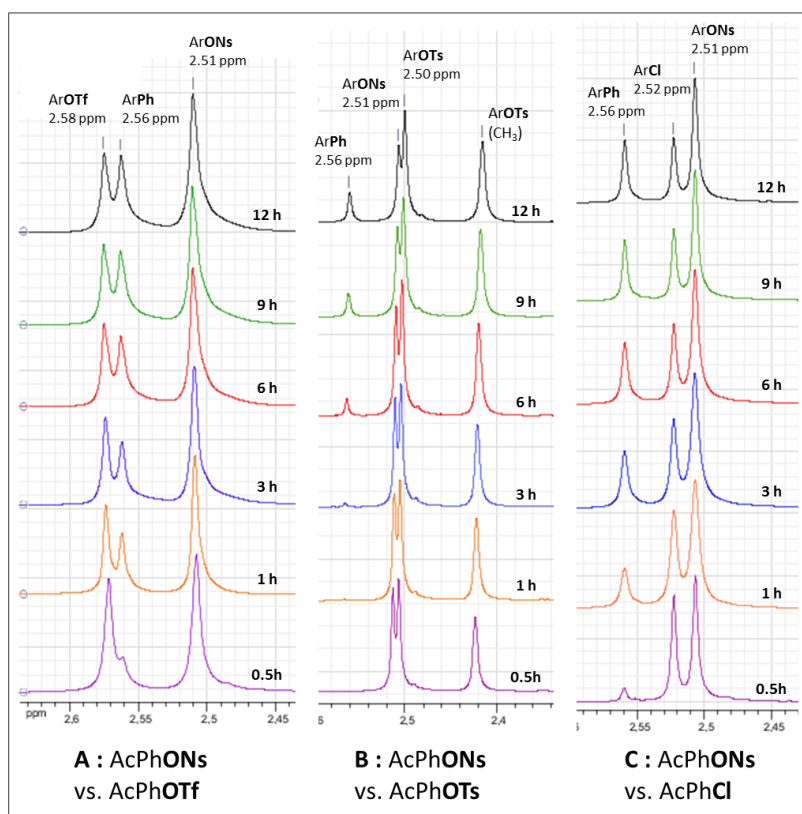 ArONs
2.51 ppm
ArOTf
2.58 ppm
ArPh
2.56 ppm
12 h
9 h
6 h
3 h
1 h
0.5h
ppm
2,6
2,55
2,5
2,45
A : AcPhONs
vs. AcPhOTf
ArOTs
2.50 ppm
ArONs
2.51 ppm
ArOTs
(CH3)
ArPh
2.56 ppm
12 h
9 h
6 h
3 h
1 h
0.5h
2,5
2,4
B : AcPhONs
vs. AcPhOTs
ArONs
2.51 ppm
ArCl
2.52 ppm
ArPh
2.56 ppm
12 h
9 h
6 h
3 h
1 h
0.5h
2,55
2,5
2,45
C : AcPhONs
vs. AcPhCl